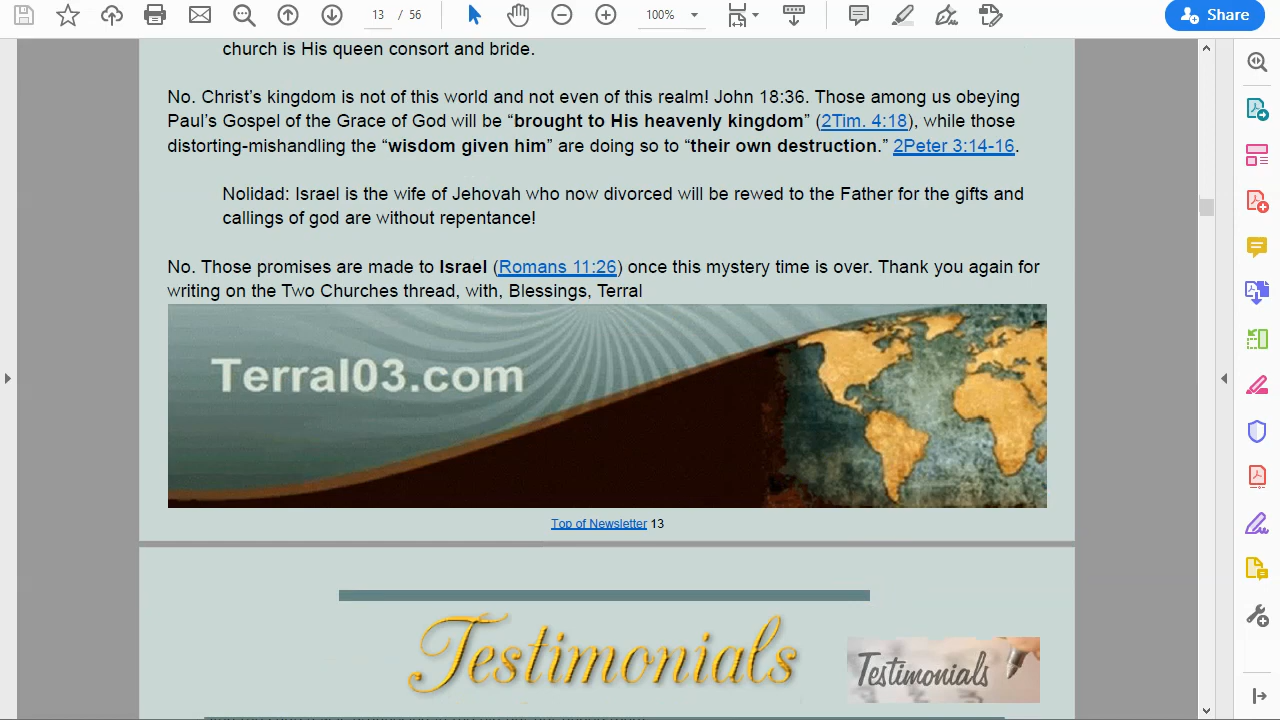 13 / 56
100%
Share
church is His queen consort and bride.
No. Christ's kingdom is not of this world and not even of this realm! John 18:36. Those among us obeying
Paul's Gospel of the Grace of God will be “brought to His heavenly kingdom” (2Tim. 4:18), while those
distorting-mishandling the “wisdom given him” are doing so to “their own destruction.” 2Peter 3:14-16.
Nolidad: Israel is the wife of Jehovah who now divorced will be rewed to the Father for the gifts and
callings of god are without repentance!
No. Those promises are made to Israel (Romans 11:26) once this mystery time is over. Thank you again for
writing on the Two Churches thread, with, Blessings, Terral
Terral03.com
Top of Newsletter 13
Testimonials
Testimonials